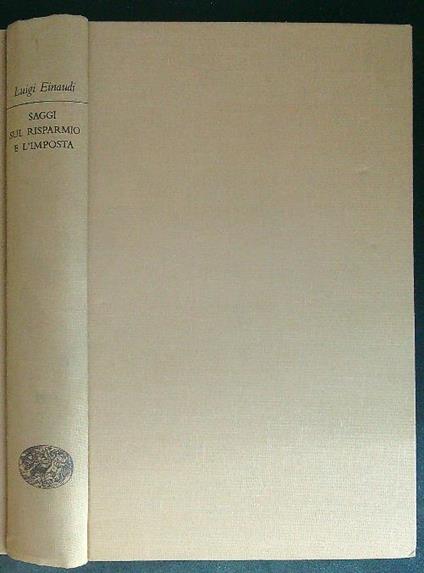 Luigi Einaudi
SAGGI
SUL RISPARMIO
E L'IMPOSTA